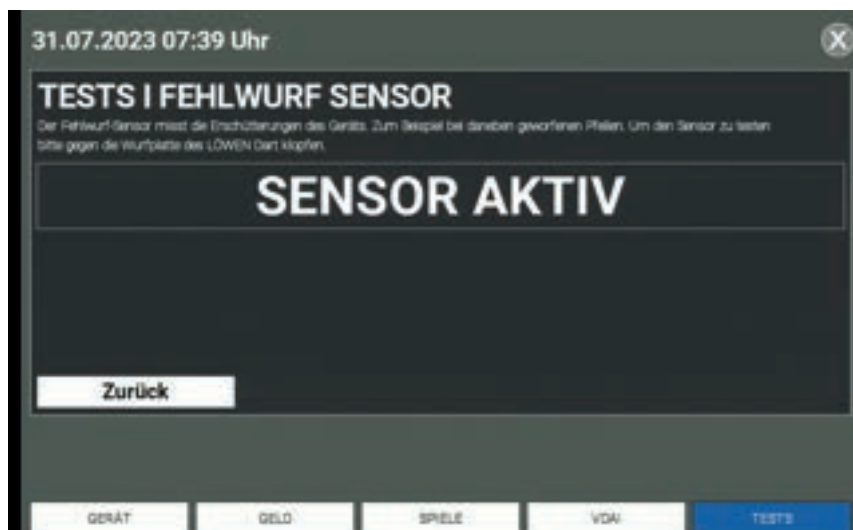 31.07.2023 07:39 Uhr
X
TESTS I FEHLWURF SENSOR
Der Fehlwurf-Sensor misst die Erschütterungen des Geräts. Zum Beispiel bei daneben geworfenen Pfeilen. Um den Sensor zu testen
bitte gegen die Wurfplatte des LÖWEN Dart klopfen.
SENSOR AKTIV
Zurück
GERÄT
GELD
SPIELE
VDAI
TESTS